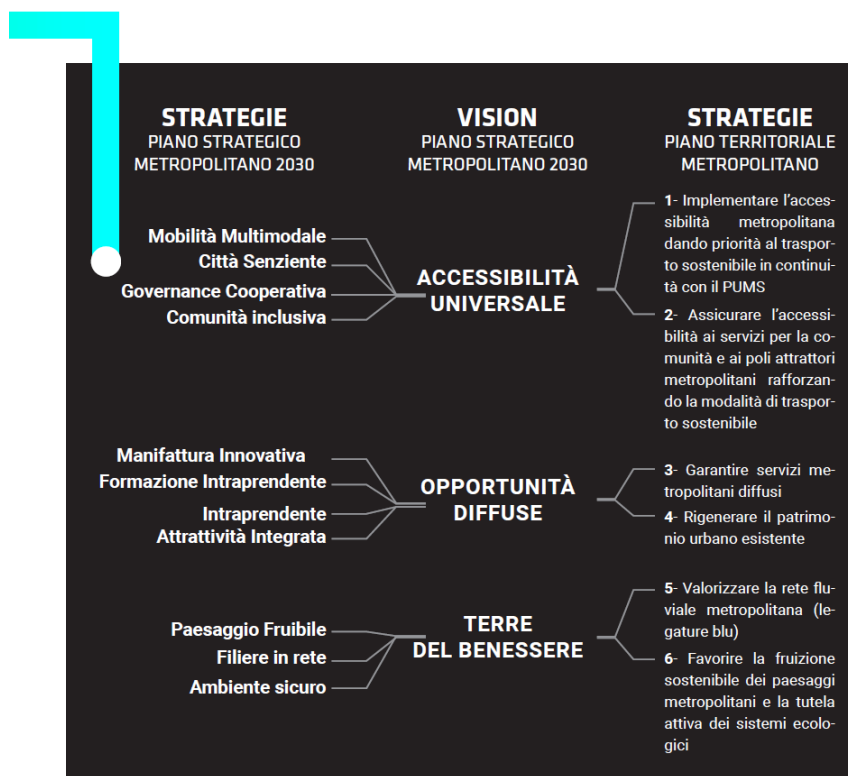 STRATEGIE
PIANO STRATEGICO
METROPOLITANO 2030
Mobilità Multimodale
Città Senziente
Governance Cooperativa
Comunità inclusiva
Manifattura Innovativa
Formazione Intraprendente
Intraprendente
Attrattività Integrata
Paesaggio Fruibile
Filiere in rete
Ambiente sicuro
VISION
PIANO STRATEGICO
METROPOLITANO 2030
ACCESSIBILITÀ
UNIVERSALE
OPPORTUNITÀ
DIFFUSE
TERRE
DEL BENESSERE
STRATEGIE
PIANO TERRITORIALE
METROPOLITANO
1- Implementare l'acces-
sibilità metropolitana
dando priorità al traspor-
to sostenibile in continui-
tà con il PUMS
2- Assicurare l'accessi-
bilità ai servizi per la co-
munità e ai poli attrattori
metropolitani rafforzan-
do la modalità di traspor-
to sostenibile
3- Garantire servizi me-
tropolitani diffusi
4- Rigenerare il patrimo-
nio urbano esistente
5- Valorizzare la rete flu-
viale metropolitana (le-
gature blu)
6- Favorire la fruizione
sostenibile dei paesaggi
metropolitani e la tutela
attiva dei sistemi ecolo-
gici